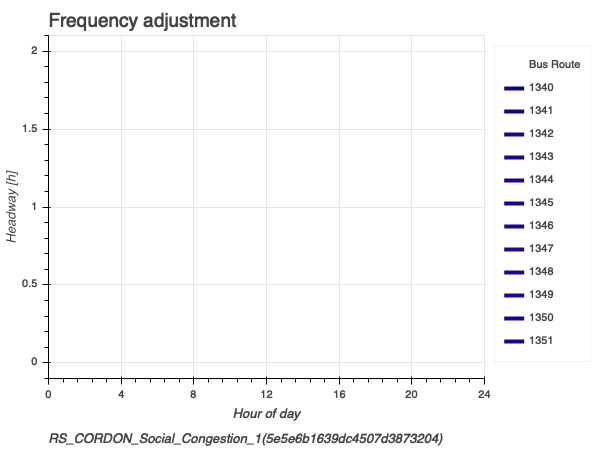 Frequency adjustment
2
1.5
1
0.5
0
Headway [h]
0 4 8 12 16 20 24
Hour of day
RS_CORDON_Social_Congestion_1(5e5e6b1639dc4507d3873204)
Bus Route
1340
1341
1342
1343
1344
1345
1346
1347
1348
1349
1350
1351